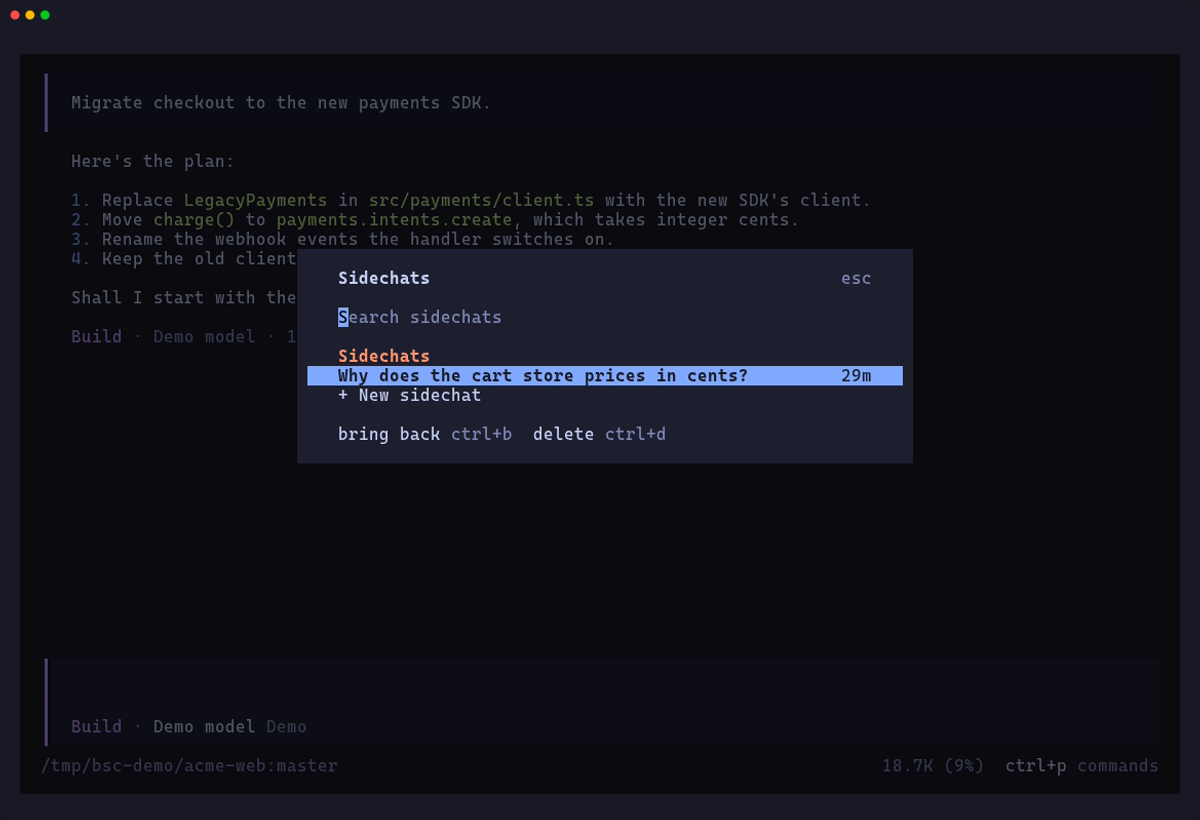 Migrate checkout to the new payments SDK.
Here's the plan:
1. Replace LegacyPayments in src/payments/client.ts with the new SDK's client.
2. Move charge() to payments.intents.create, which takes integer cents.
3. Rename the webhook events the handler switches on.
4. Keep the old client
Shall I start with the
Build · Demo model · 1
Sidechats esc
Search sidechats
Sidechats
Why does the cart store prices in cents? 29m
+ New sidechat
bring back ctrl+b delete ctrl+d
Build · Demo model Demo
/tmp/bsc-demo/acme-web:master 18.7K (9%) ctrl+p commands